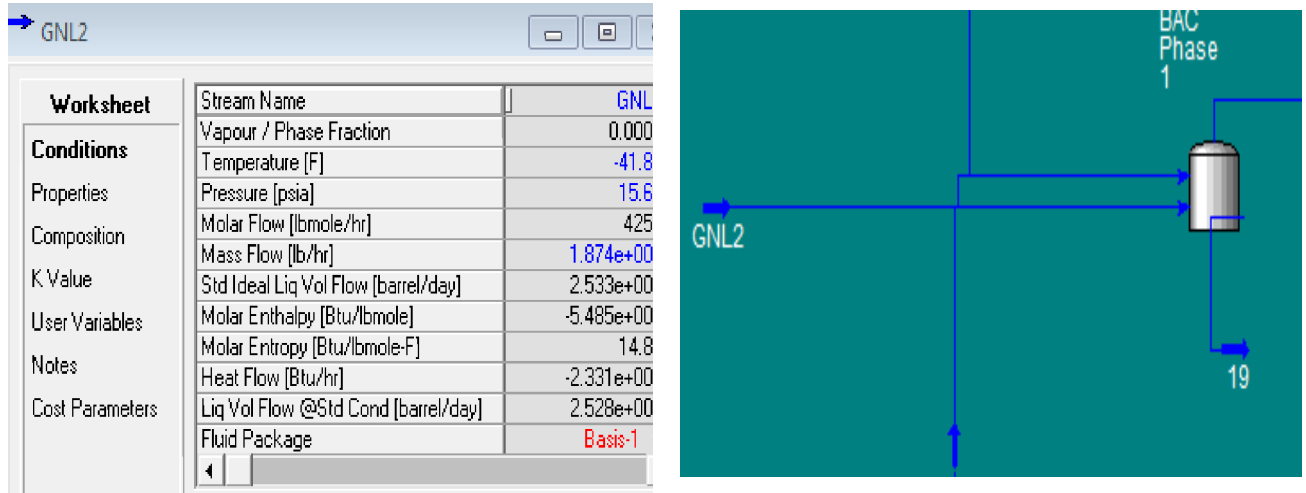 GNL2
Worksheet
Conditions
Properties
Composition
K Value
User Variables
Notes
Cost Parameters
Stream Name GNL
Vapour / Phase Fraction 0.000
Temperature [F] -41.8
Pressure [psia] 15.6
Molar Flow [lbmole/hr] 425
Mass Flow [lb/hr] 1.874e+00
Std Ideal Liq Vol Flow [barrel/day] 2.533e+00
Molar Enthalpy [Btu/lbmole] -5.485e+00
Molar Entropy [Btu/lbmole-F] 14.8
Heat Flow [Btu/hr] -2.331e+00
Liq Vol Flow @Std Cond [barrel/day] 2.528e+00
Fluid Package Basis-1
BAC
Phase
1
GNL2
19